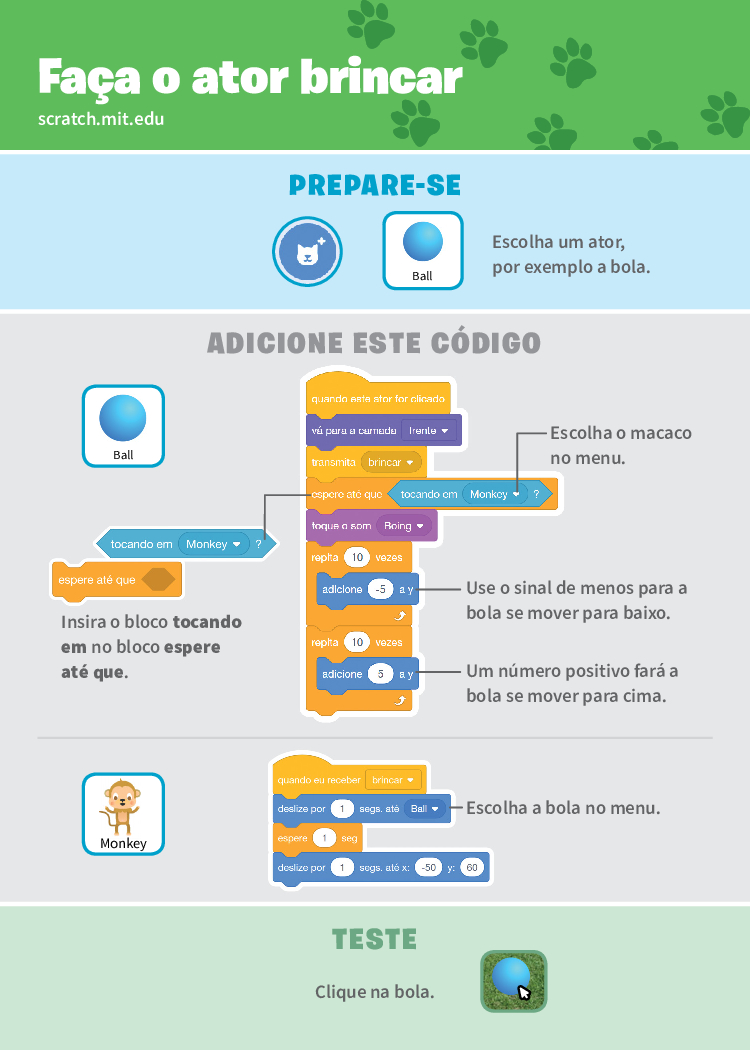 Faça o ator brincar
scratch.mit.edu
PREPARE-SE
Ball
Escolha um ator,
por exemplo a bola.
ADICIONE ESTE CÓDIGO
Ball
quando este ator for clicado
vá para a camada frente
transmita brincar
espere até que tocando em Monkey ?
toque o som Boing
repita 10 vezes
adicione -5 a y
repita 10 vezes
adicione 5 a y
Escolha o macaco
no menu.
tocando em Monkey ?
espere até que
Insira o bloco tocando
em no bloco espere
até que.
Use o sinal de menos para a
bola se mover para baixo.
Um número positivo fará a
bola se mover para cima.
Monkey
quando eu receber brincar
deslize por 1 segs. até Ball
espere 1 seg
deslize por 1 segs. até x: -50 y: 60
Escolha a bola no menu.
TESTE
Clique na bola.